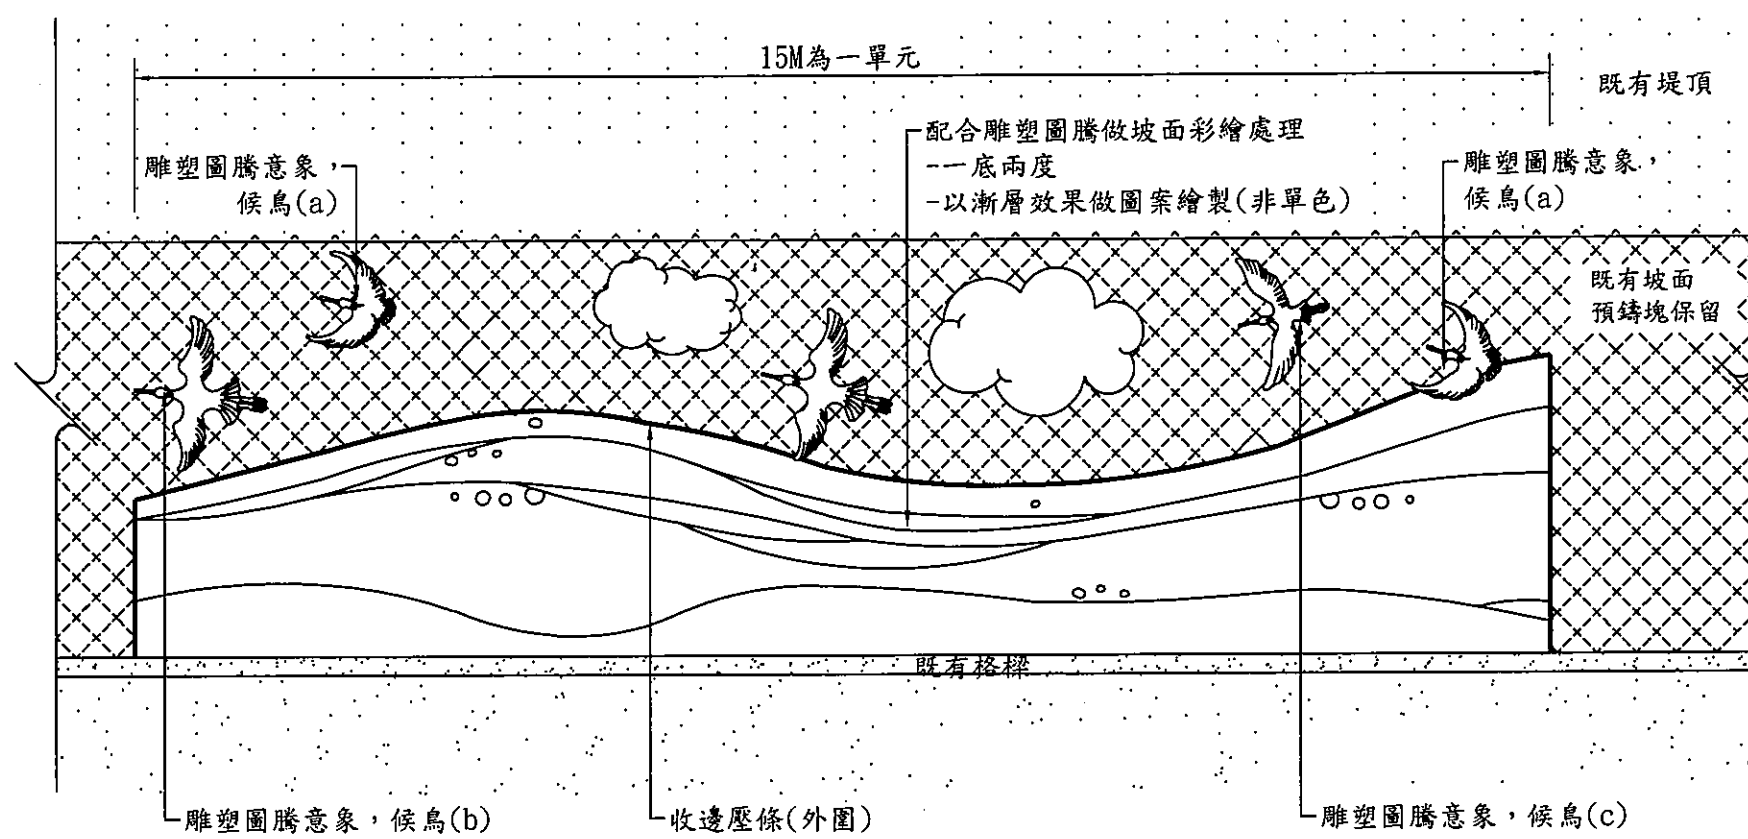 15M為一單元
既有堤頂
配合雕塑圖騰做坡面彩繪處理
-一底兩度
-以漸層效果做圖案繪製(非單色)
雕塑圖騰意象，
候鳥(a)
雕塑圖騰意象，
候鳥(a)
既有坡面
預鑄塊保留
既有格樑
雕塑圖騰意象，候鳥(b)
收邊壓條(外圍)
雕塑圖騰意象，候鳥(c)